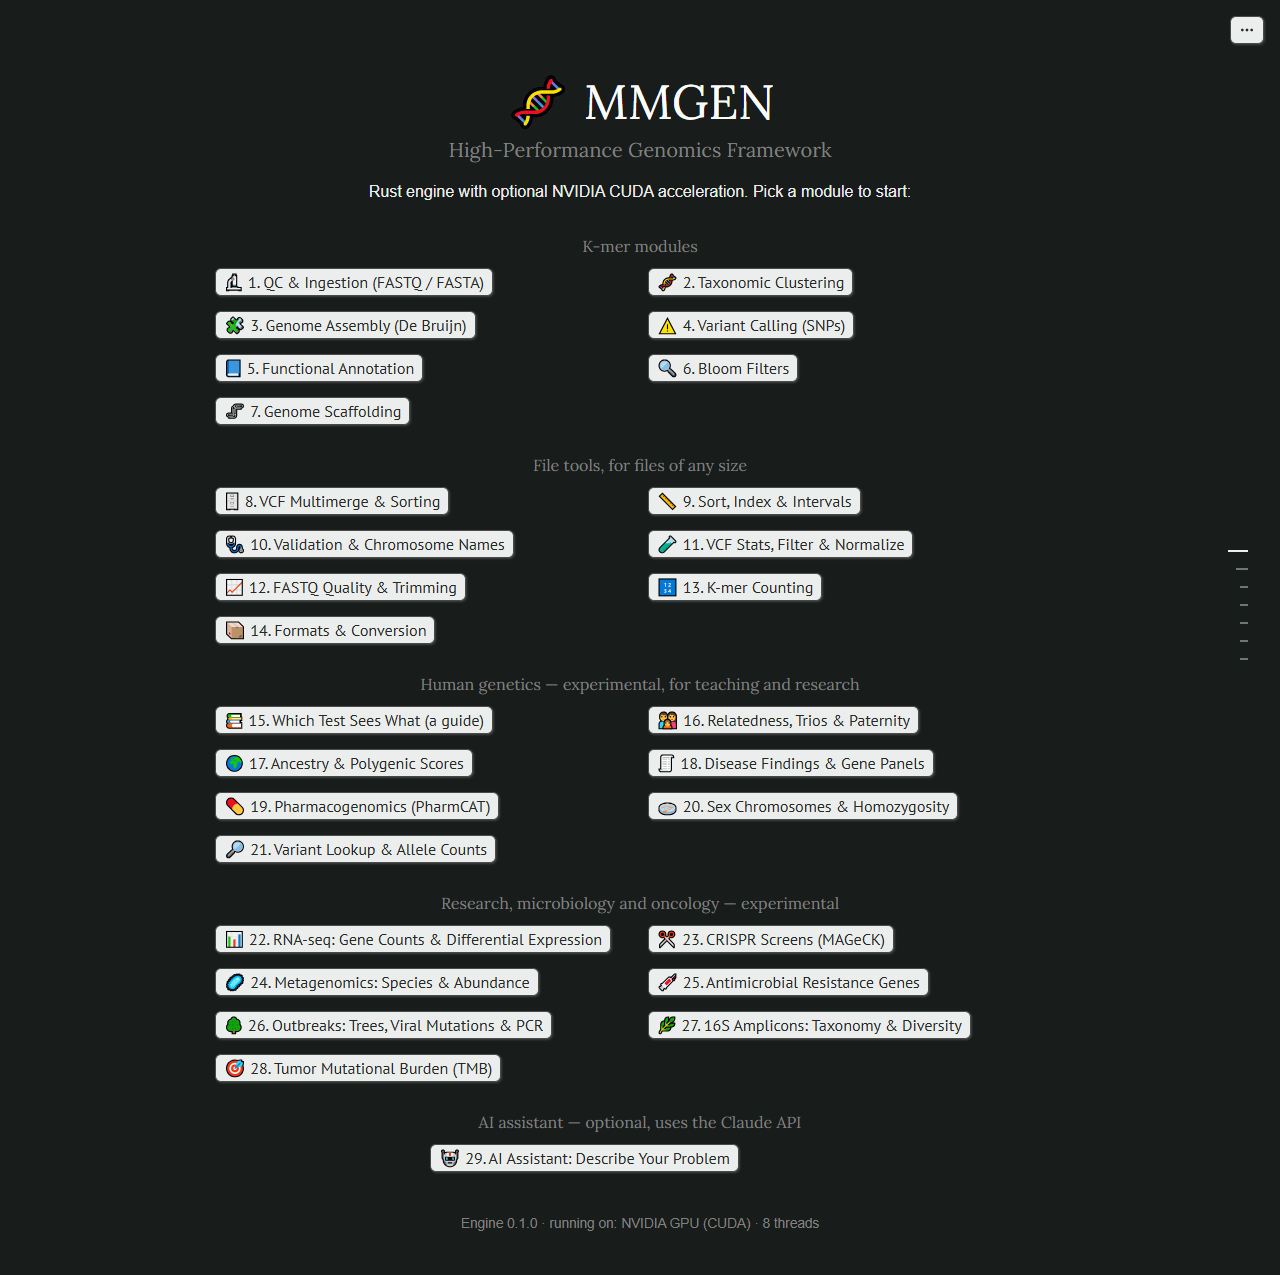 MMGEN
High-Performance Genomics Framework
Rust engine with optional NVIDIA CUDA acceleration. Pick a module to start:
K-mer modules
1. QC & Ingestion (FASTQ / FASTA)
2. Taxonomic Clustering
3. Genome Assembly (De Bruijn)
4. Variant Calling (SNPs)
5. Functional Annotation
6. Bloom Filters
7. Genome Scaffolding
File tools, for files of any size
8. VCF Multimerge & Sorting
9. Sort, Index & Intervals
10. Validation & Chromosome Names
11. VCF Stats, Filter & Normalize
12. FASTQ Quality & Trimming
13. K-mer Counting
14. Formats & Conversion
Human genetics — experimental, for teaching and research
15. Which Test Sees What (a guide)
16. Relatedness, Trios & Paternity
17. Ancestry & Polygenic Scores
18. Disease Findings & Gene Panels
19. Pharmacogenomics (PharmCAT)
20. Sex Chromosomes & Homozygosity
21. Variant Lookup & Allele Counts
Research, microbiology and oncology — experimental
22. RNA-seq: Gene Counts & Differential Expression
23. CRISPR Screens (MAGeCK)
24. Metagenomics: Species & Abundance
25. Antimicrobial Resistance Genes
26. Outbreaks: Trees, Viral Mutations & PCR
27. 16S Amplicons: Taxonomy & Diversity
28. Tumor Mutational Burden (TMB)
AI assistant — optional, uses the Claude API
29. AI Assistant: Describe Your Problem
Engine 0.1.0 · running on: NVIDIA GPU (CUDA) · 8 threads